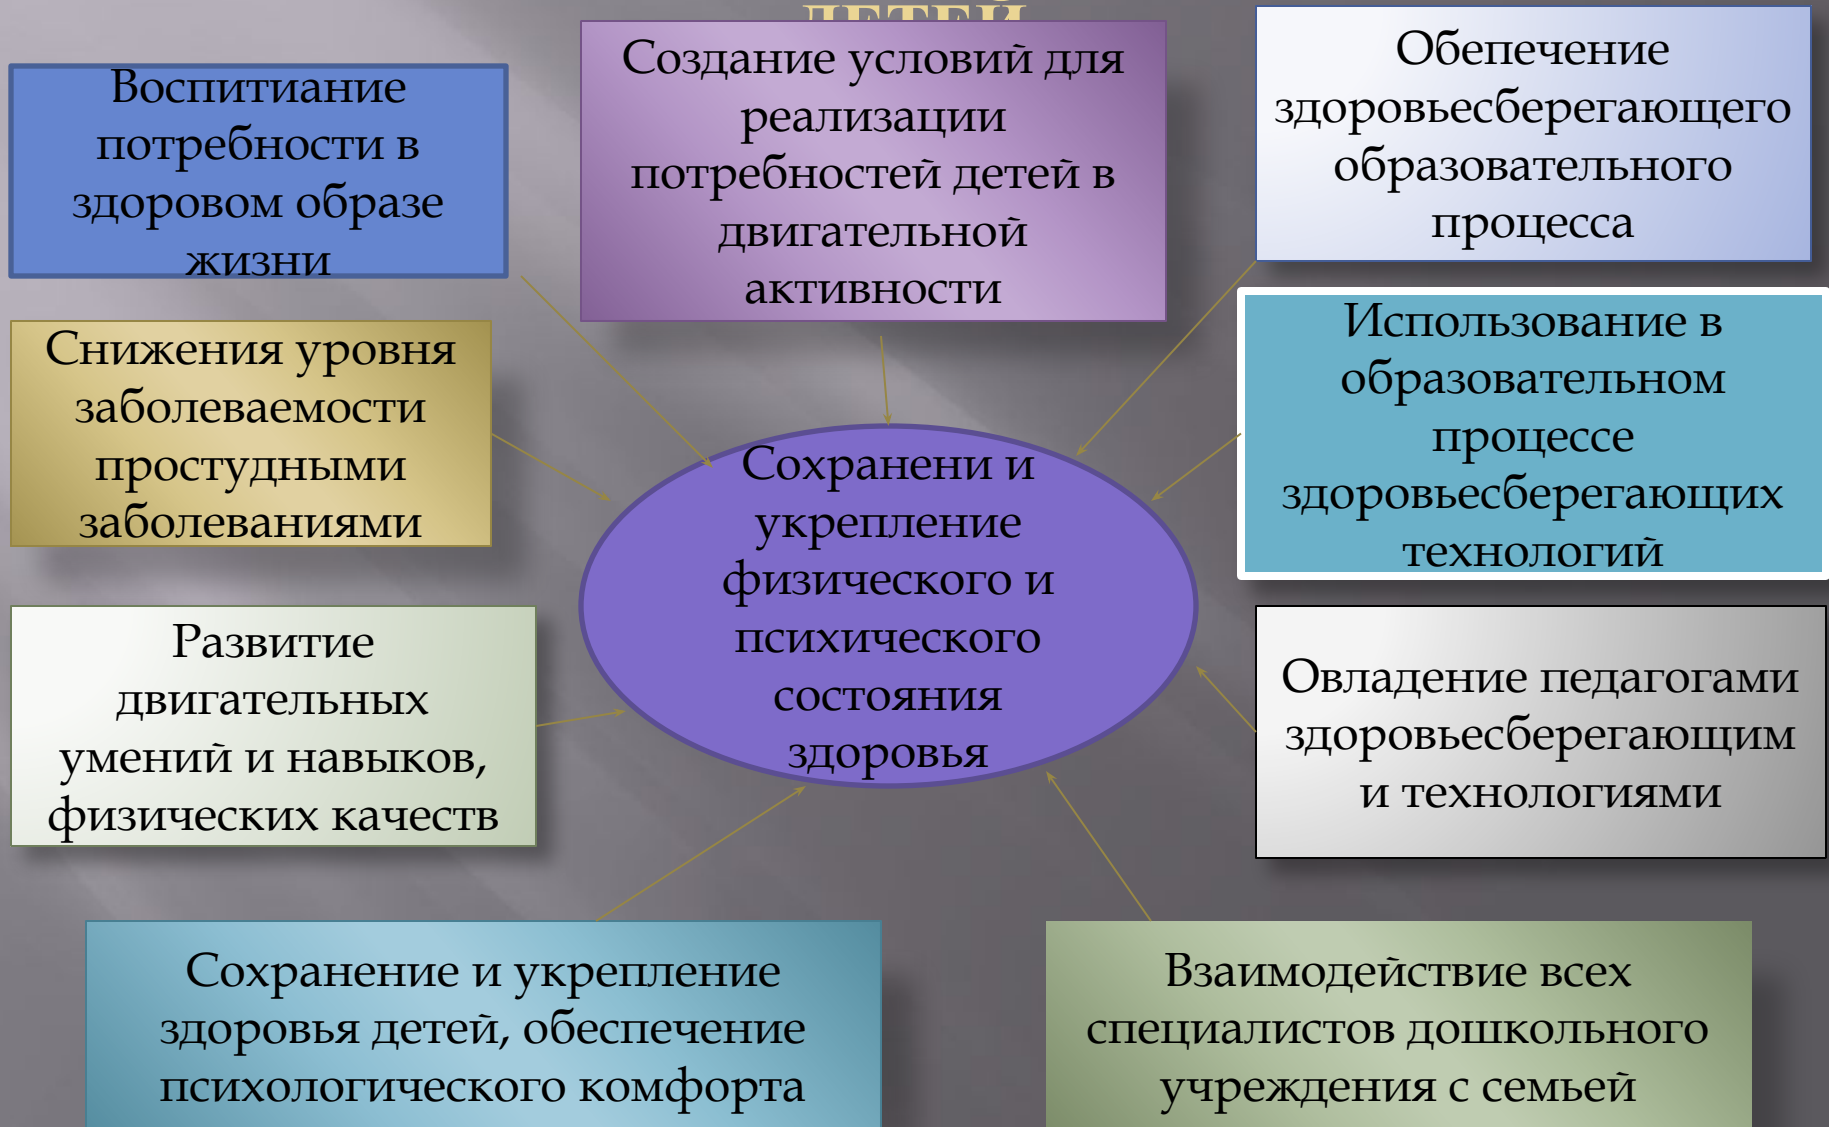 ДЕТЕЙ
Воспитиание
потребности в
здоровом образе
жизни
Создание условий для
реализации
потребностей детей в
двигательной
активности
Обепечение
здоровьесберегающего
образовательного
процесса
Снижения уровня
заболеваемости
простудными
заболеваниями
Сохранени и
укрепление
физического и
психического
состояния
здоровья
Использование в
образовательном
процессе
здоровьесберегающих
технологий
Развитие
двигательных
умений и навыков,
физических качеств
Овладение педагогами
здоровьесберегающим
и технологиями
Сохранение и укрепление
здоровья детей, обеспечение
психологического комфорта
Взаимодействие всех
специалистов дошкольного
учреждения с семьей